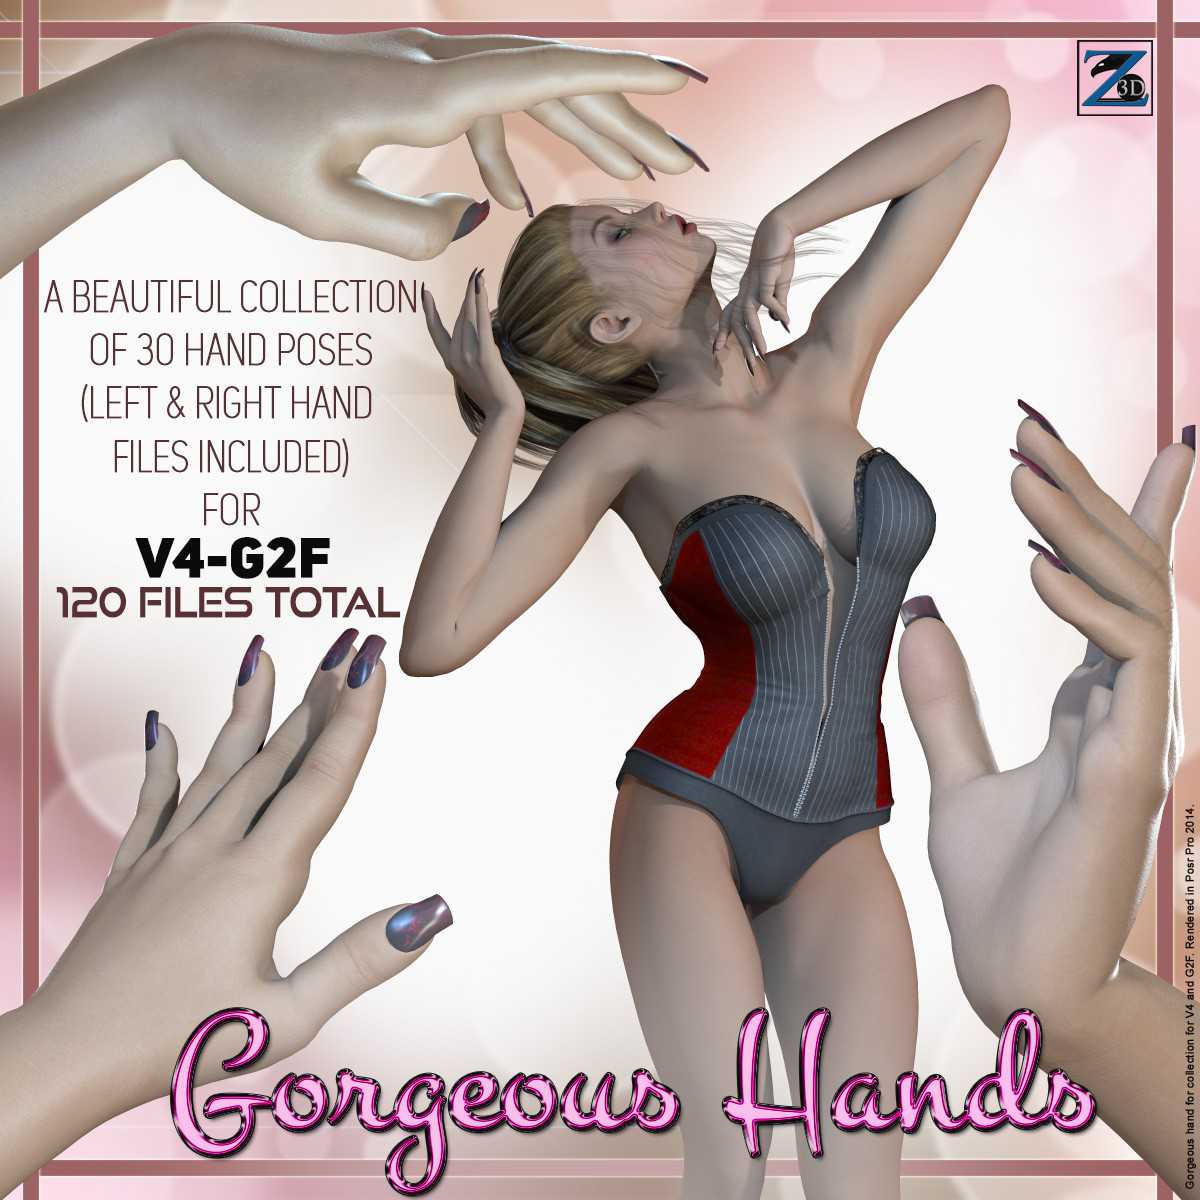 Z
3D
A BEAUTIFUL COLLECTION
OF 30 HAND POSES
(LEFT & RIGHT HAND
FILES INCLUDED)
FOR
V4-G2F
120 FILES TOTAL
Gorgeous Hands
Gorgeous hand for collection for V4 and G2F. Rendered in Posr Pro 2014.